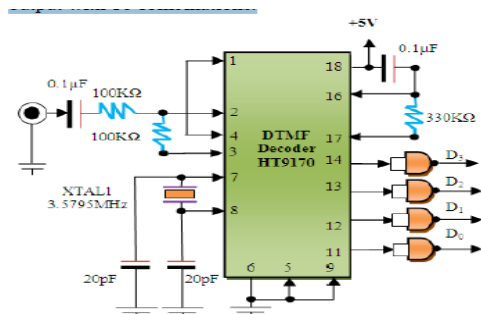 +5V
0.1µF
1
18
0.1µF
100KΩ
16
2
330KΩ
100KΩ
4
DTMF
17
3
Decoder
HT9170
14
D3
XTAL1
7
3.5795MHz
13
D2
8
D1
12
D0
11
20pF
20pF
6
5
9